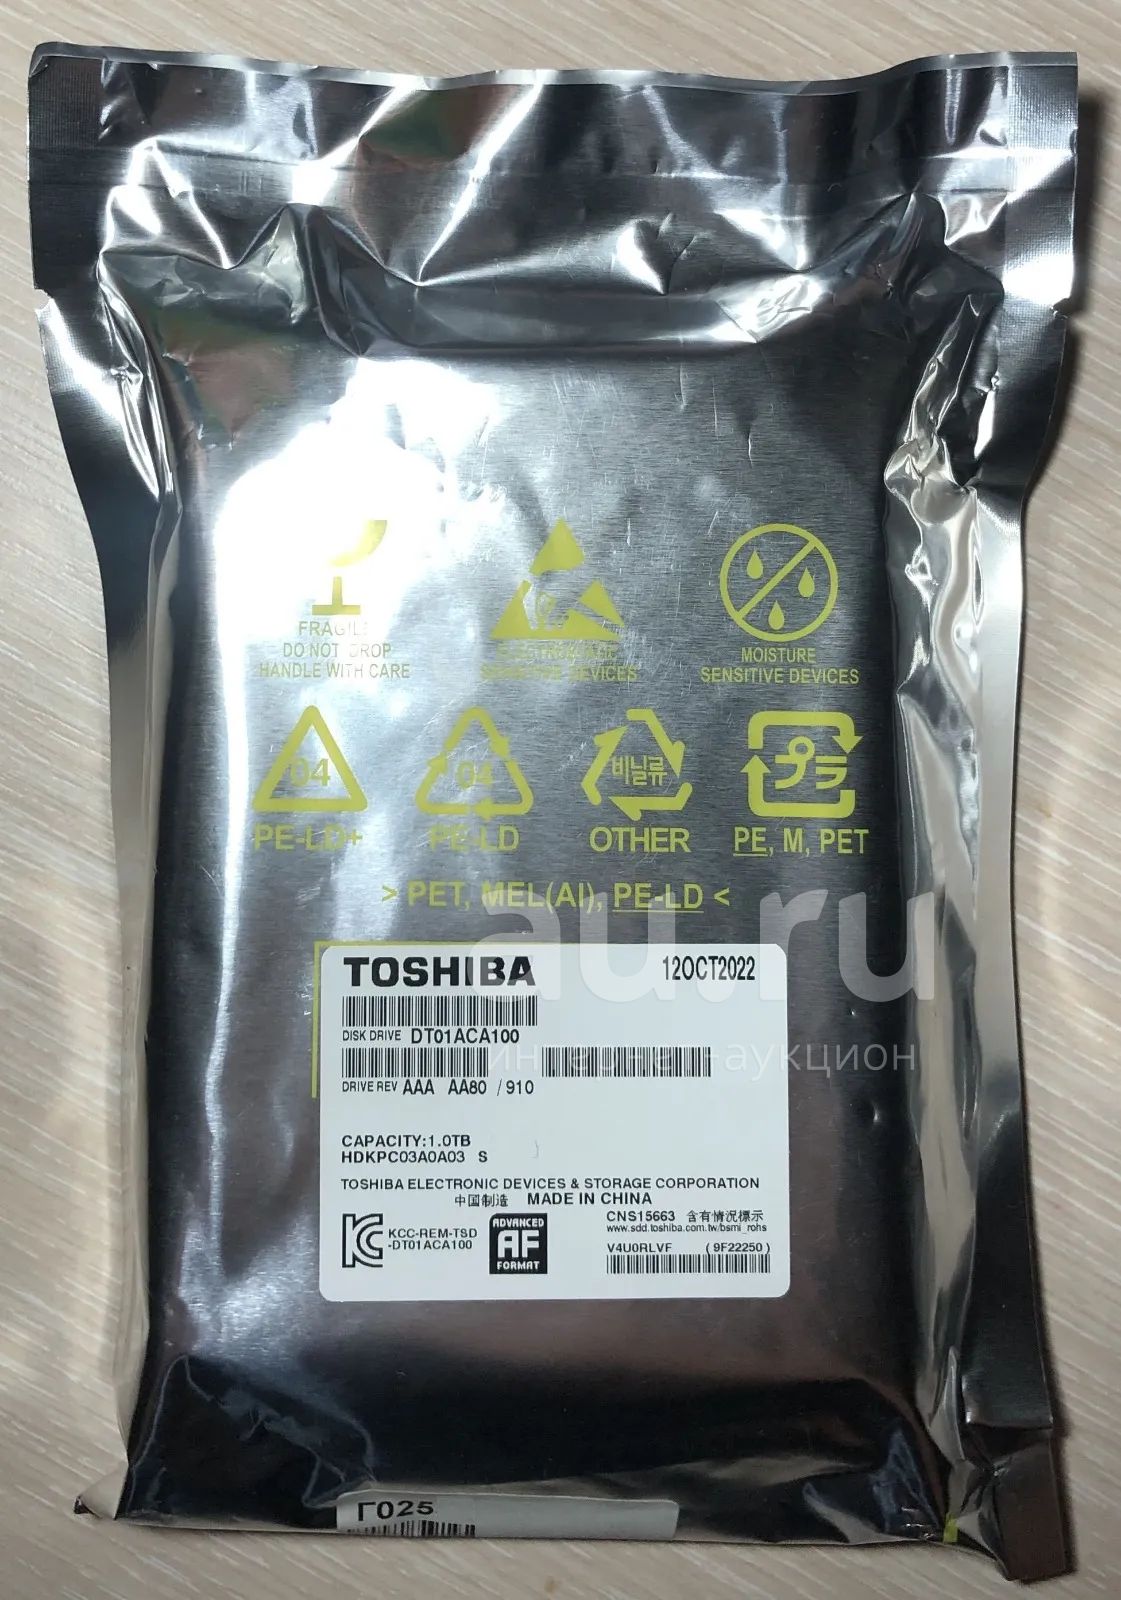 FRAGILE
DO NOT DROP
HANDLE WITH CARE
SENSITIVE DEVICES
MOISTURE
SENSITIVE DEVICES
04
PE-LD+
04
PE-LD
비닐류
OTHER
プラ
PE, M, PET
> PET, MEL(Al), PE-LD <
au.ru
интернет-аукцион
TOSHIBA 12OCT2022
DISK DRIVE DT01ACA100
DRIVE REV AAA AA80 / 910
CAPACITY:1.0TB
HDKPC03A0A03 S
TOSHIBA ELECTRONIC DEVICES & STORAGE CORPORATION
中国制造 MADE IN CHINA
KCC-REM-TSD
-DT01ACA100
ADVANCED
AF
FORMAT
CNS15663 含有情況標示
www.sdd.toshiba.com.tw/bsmi_rohs
V4U0RLVF (9F22250)
Г025